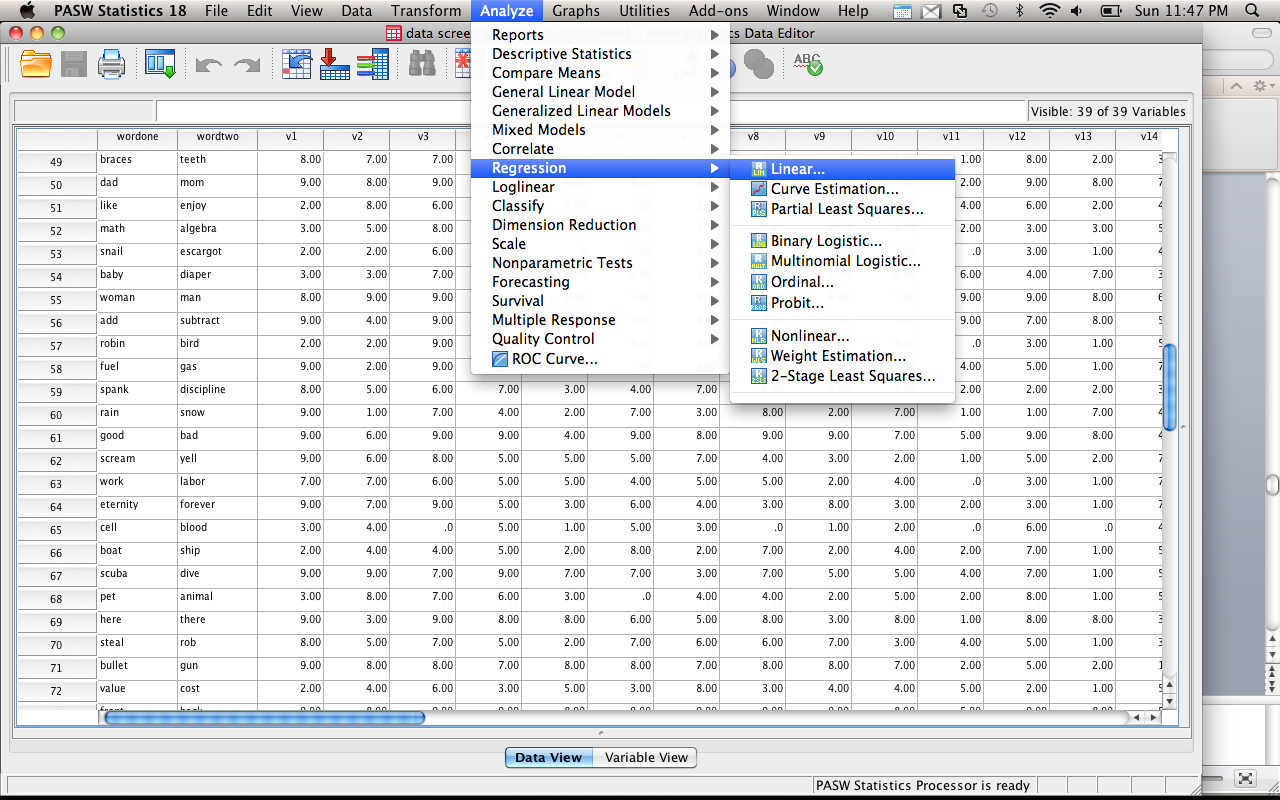 PASW Statistics 18 File Edit View Data Transform Analyze Graphs Utilities Add-ons Window Help Sun 11:47 PM
data scree
s Data Editor
Reports
Descriptive Statistics
Compare Means
General Linear Model
Generalized Linear Models
Mixed Models
Correlate
Regression
Loglinear
Classify
Dimension Reduction
Scale
Nonparametric Tests
Forecasting
Survival
Multiple Response
Quality Control
ROC Curve...
Linear...
Curve Estimation...
Partial Least Squares...
Binary Logistic...
Multinomial Logistic...
Ordinal...
Probit...
Nonlinear...
Weight Estimation...
2-Stage Least Squares...
ABC
Visible: 39 of 39 Variables
wordone wordtwo v1 v2 v3 v8 v9 v10 v11 v12 v13 v14
49 braces teeth 8.00 7.00 7.00 1.00 8.00 2.00
50 dad mom 9.00 8.00 9.00 2.00 9.00 8.00
51 like enjoy 2.00 8.00 6.00 4.00 6.00 2.00
52 math algebra 3.00 5.00 8.00 2.00 3.00 3.00
53 snail escargot 2.00 2.00 6.00 .0 3.00 1.00
54 baby diaper 3.00 3.00 7.00 6.00 4.00 7.00
55 woman man 8.00 9.00 9.00 9.00 9.00 8.00
56 add subtract 9.00 4.00 9.00 9.00 7.00 8.00
57 robin bird 2.00 2.00 9.00 .0 3.00 1.00
58 fuel gas 9.00 2.00 9.00 4.00 5.00 1.00
59 spank discipline 8.00 6.00 6.00 7.00 3.00 4.00 7.00 2.00 2.00 2.00
60 rain snow 9.00 1.00 7.00 4.00 2.00 7.00 3.00 8.00 2.00 7.00 1.00 1.00 7.00
61 good bad 9.00 6.00 9.00 9.00 4.00 9.00 8.00 9.00 9.00 7.00 5.00 9.00 8.00
62 scream yell 9.00 6.00 8.00 5.00 5.00 5.00 7.00 4.00 3.00 2.00 1.00 5.00 2.00
63 work labor 7.00 7.00 6.00 5.00 5.00 4.00 5.00 5.00 2.00 4.00 .0 3.00 1.00
64 eternity forever 9.00 7.00 9.00 5.00 3.00 6.00 4.00 3.00 8.00 3.00 2.00 3.00 1.00
65 cell blood 3.00 4.00 .0 5.00 1.00 5.00 3.00 .0 1.00 2.00 .0 6.00 .0
66 boat ship 2.00 4.00 4.00 5.00 2.00 8.00 2.00 7.00 2.00 4.00 2.00 7.00 1.00
67 scuba dive 9.00 9.00 7.00 9.00 7.00 7.00 3.00 7.00 5.00 5.00 4.00 7.00 1.00
68 pet animal 3.00 8.00 7.00 6.00 3.00 .0 4.00 4.00 2.00 5.00 2.00 8.00 1.00
69 here there 9.00 3.00 9.00 8.00 8.00 6.00 5.00 8.00 3.00 8.00 1.00 8.00 8.00
70 steal rob 8.00 5.00 7.00 5.00 2.00 7.00 6.00 6.00 7.00 3.00 4.00 5.00 1.00
71 bullet gun 9.00 8.00 8.00 7.00 3.00 8.00 7.00 8.00 8.00 7.00 2.00 5.00 2.00
72 value cost 2.00 4.00 6.00 3.00 5.00 3.00 8.00 3.00 4.00 4.00 5.00 2.00 1.00
Data View Variable View
PASW Statistics Processor is ready